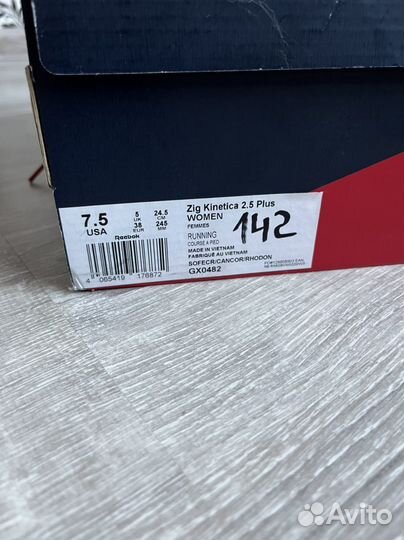 7.5
USA
5
UK
24.5
CM
38
EUR
245
MM
Reebok
4 065419 176872
Zig Kinetica 2.5 Plus
WOMEN
FEMMES
RUNNING
COURSE A PIED
MADE IN VIETNAM
FABRIQUÉ AU VIETNAM
SOFECR/CANCOR/RHODON
GX0482
142
Avito